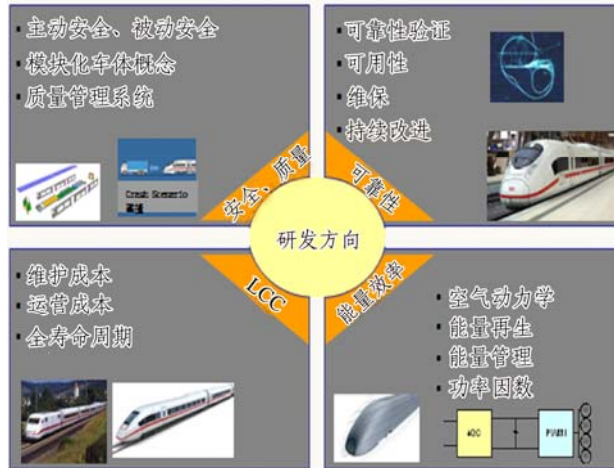 主动安全、被动安全
模块化车体概念
质量管理系统
Crash Scenario
安全、质量
可靠性验证
可用性
维保
持续改进
可靠性
研发方向
维护成本
运营成本
全寿命周期
LCC
能量效率
空气动力学
能量再生
能量管理
功率因数
4QC